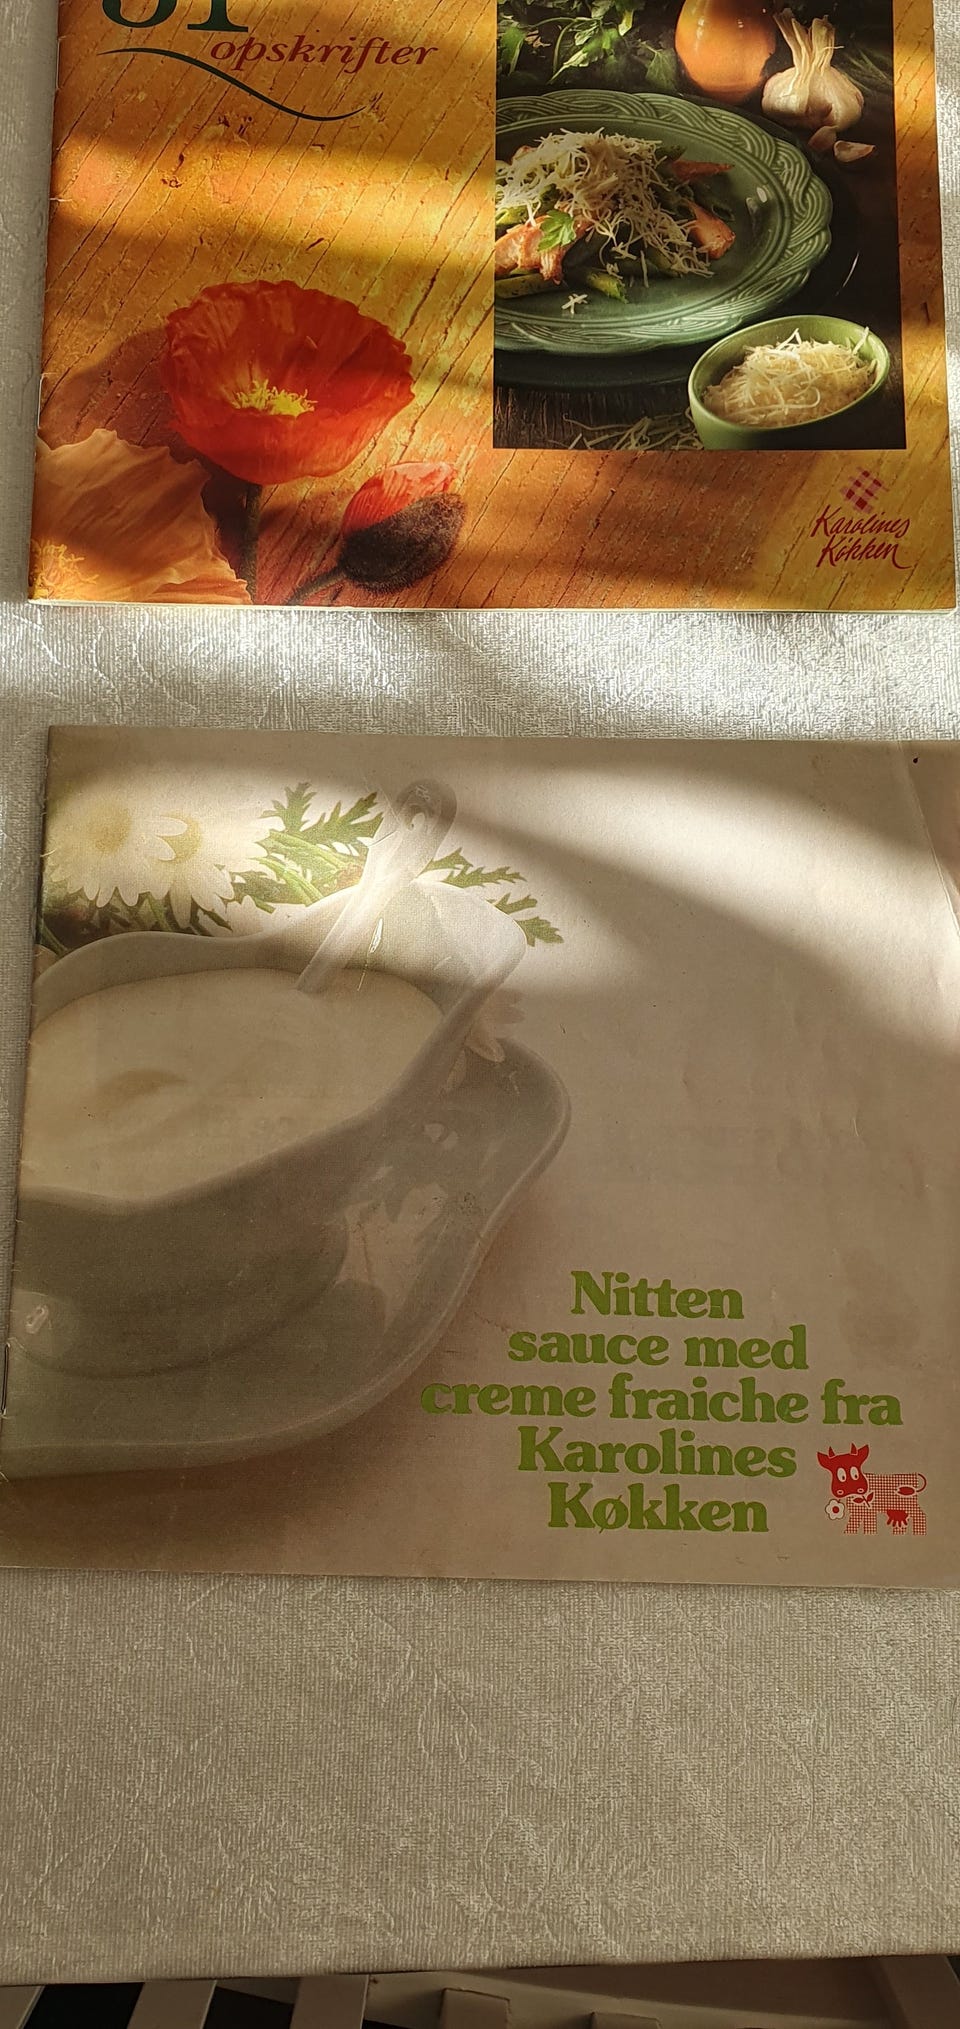 opskrifter
Karolines
Køkken
Nitten
sauce med
creme fraiche fra
Karolines
Køkken